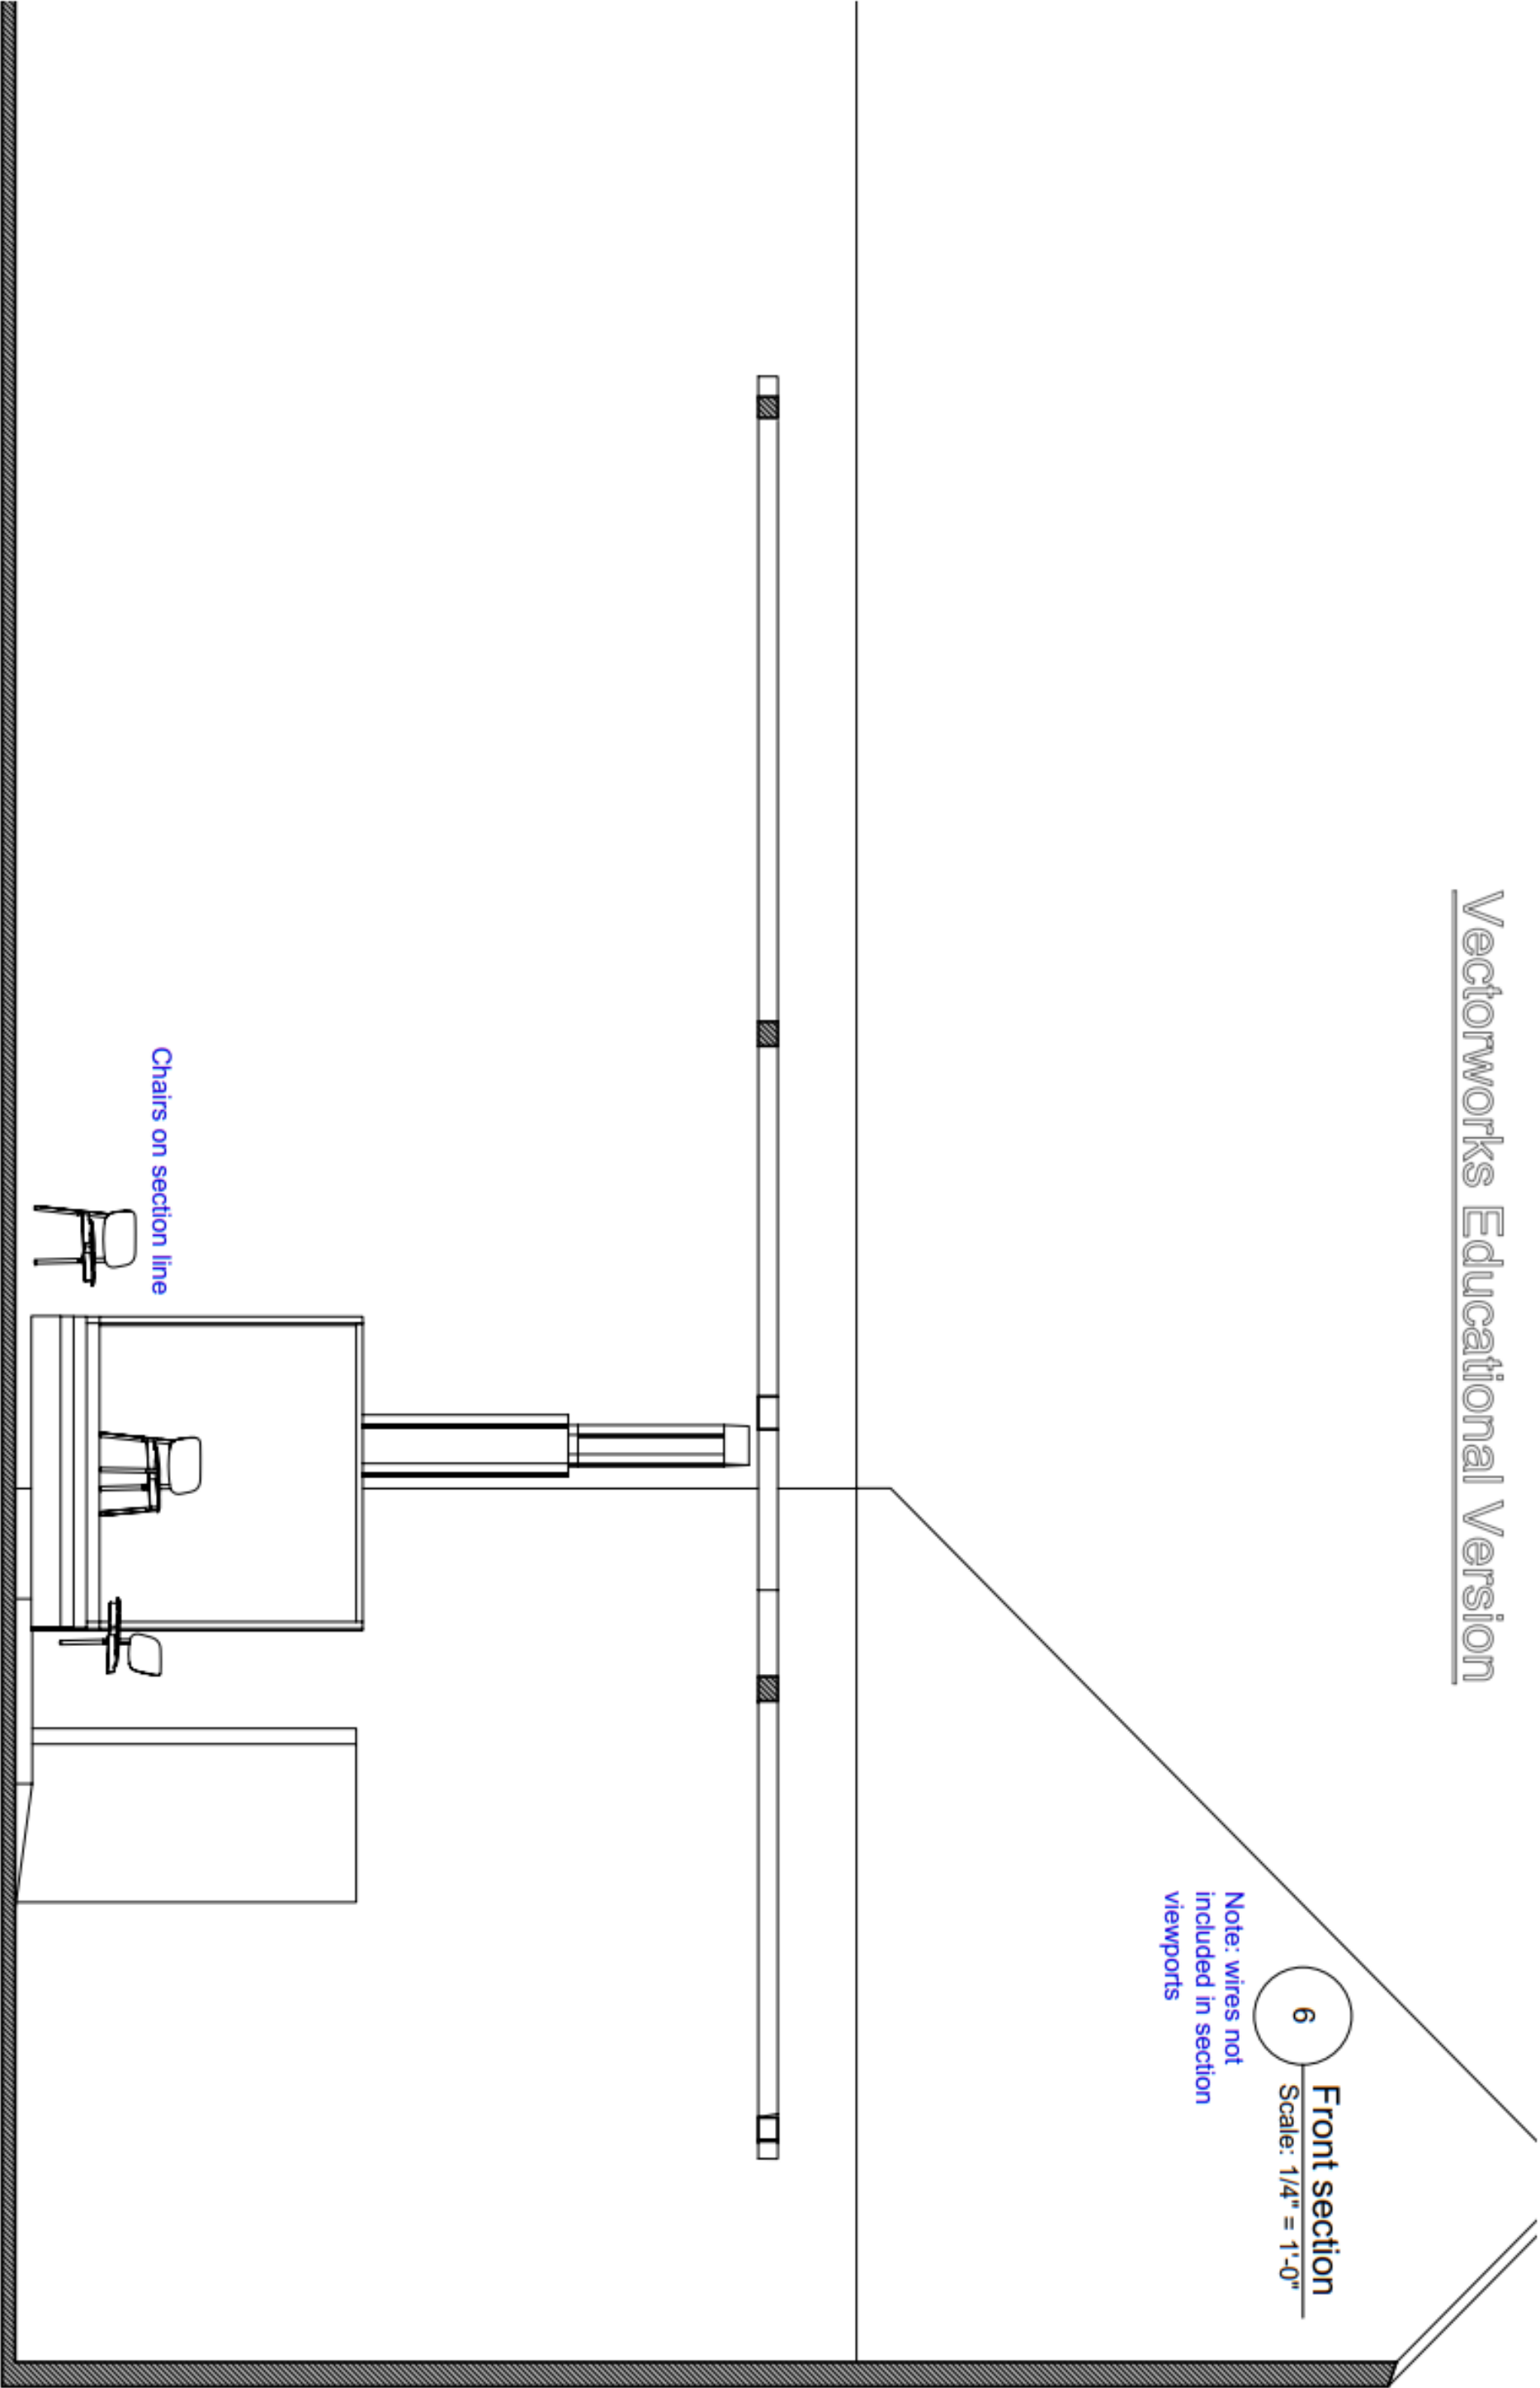 Vectorworks Educational Version
6
Front section
Scale: 1/4" = 1'-0"
Note: wires not
included in section
viewports
Chairs on section line